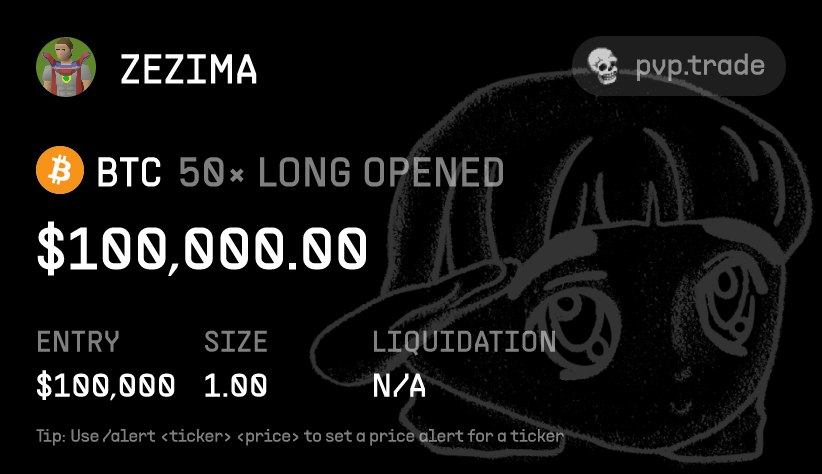 ZEZIMA
pvp.trade
BTC 50× LONG OPENED
$100,000.00
ENTRY SIZE LIQUIDATION
$100,000 1.00 N/A
Tip: Use /alert <ticker> <price> to set a price alert for a ticker